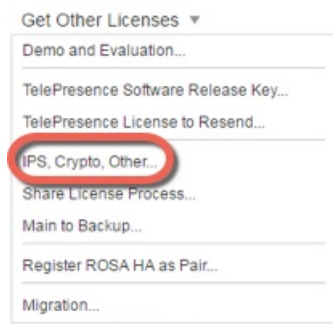 Get Other Licenses ▼
Demo and Evaluation...
TelePresence Software Release Key...
TelePresence License to Resend...
IPS, Crypto, Other...
Share License Process...
Main to Backup...
Register ROSA HA as Pair...
Migration...